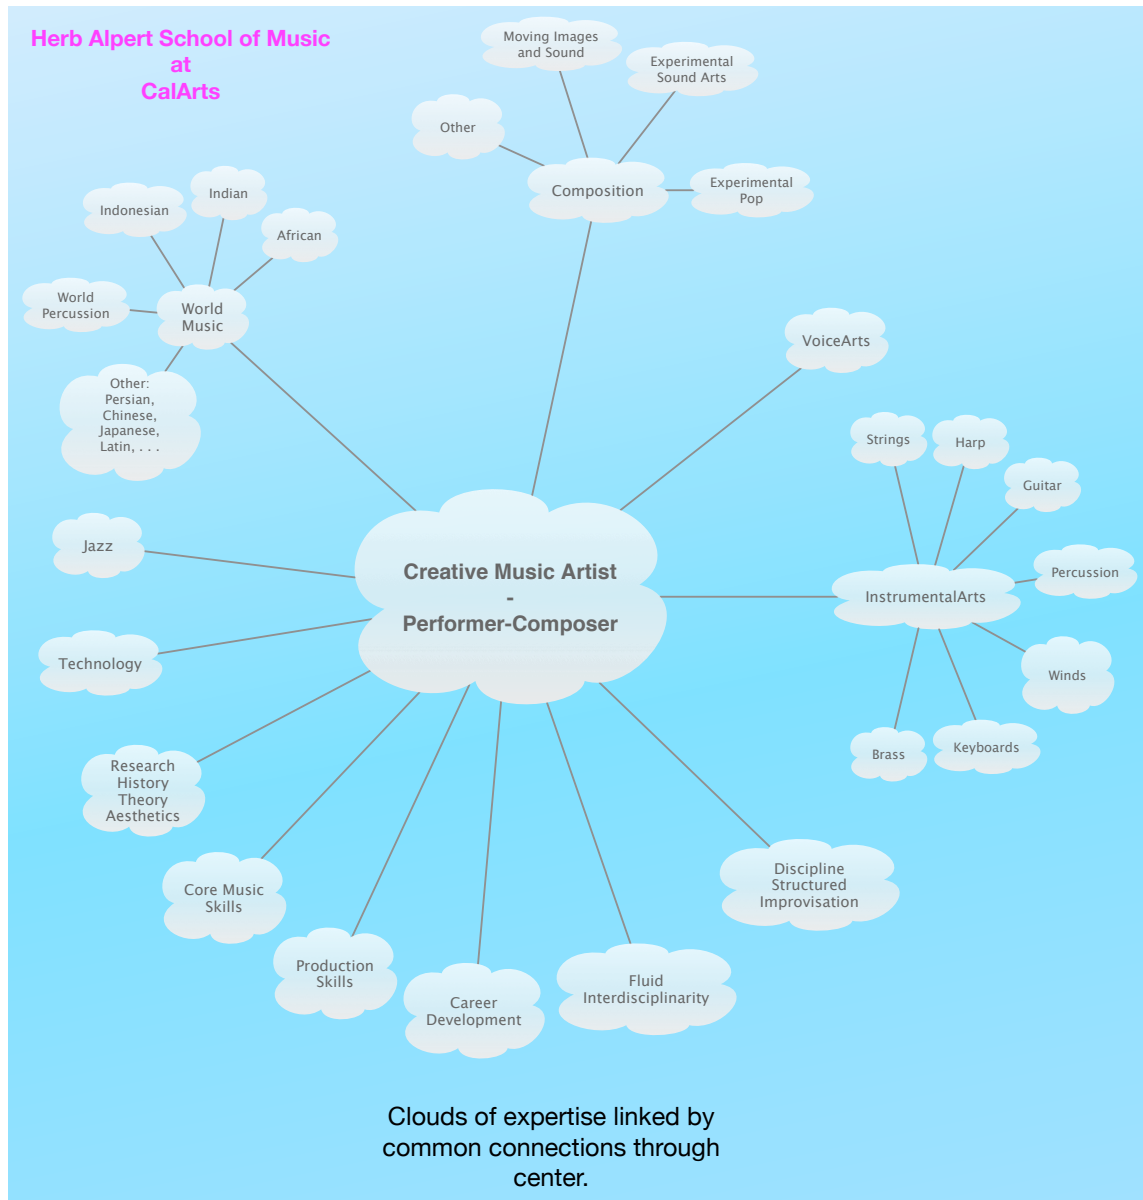 Herb Alpert School of Music
at
CalArts
Moving Images
and Sound
Experimental
Sound Arts
Other
Composition
Experimental
Pop
Indian
Indonesian
African
World
Percussion
World
Music
Other:
Persian,
Chinese,
Japanese,
Latin, . . .
VoiceArts
Strings
Harp
Guitar
Percussion
InstrumentalArts
Winds
Brass
Keyboards
Jazz
Creative Music Artist
-
Performer-Composer
Technology
Research
History
Theory
Aesthetics
Core Music
Skills
Production
Skills
Career
Development
Fluid
Interdisciplinarity
Discipline
Structured
Improvisation
Clouds of expertise linked by
common connections through
center.